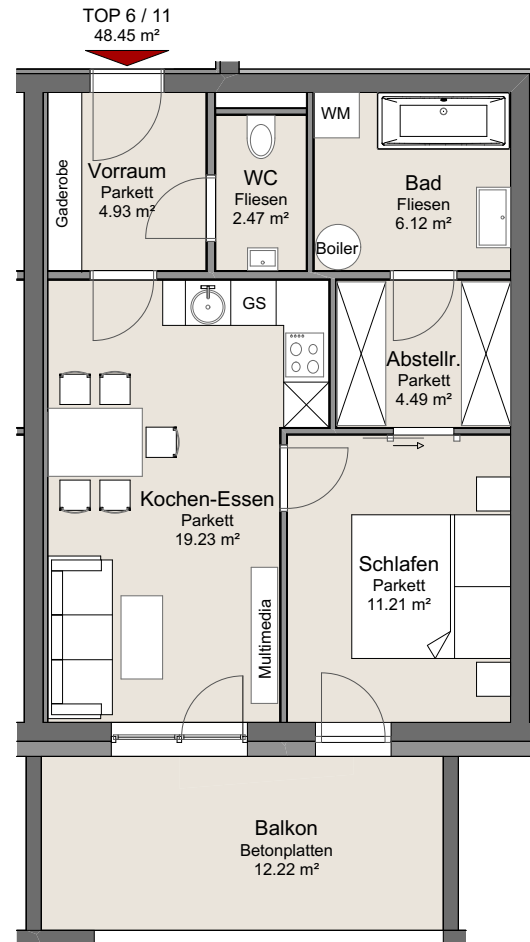 TOP 6 / 11
48.45 m²
WM
Gaderobe
Vorraum
Parkett
4.93 m²
WC
Fliesen
2.47 m²
Bad
Fliesen
6.12 m²
Boiler
GS
Abstellr.
Parkett
4.49 m²
Kochen-Essen
Parkett
19.23 m²
Schlafen
Parkett
11.21 m²
Multimedia
Balkon
Betonplatten
12.22 m²